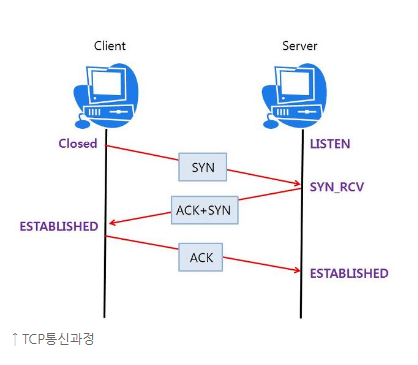 Client
Server
Closed
LISTEN
SYN
SYN_RCV
ACK+SYN
ESTABLISHED
ACK
ESTABLISHED
↑ TCP통신과정